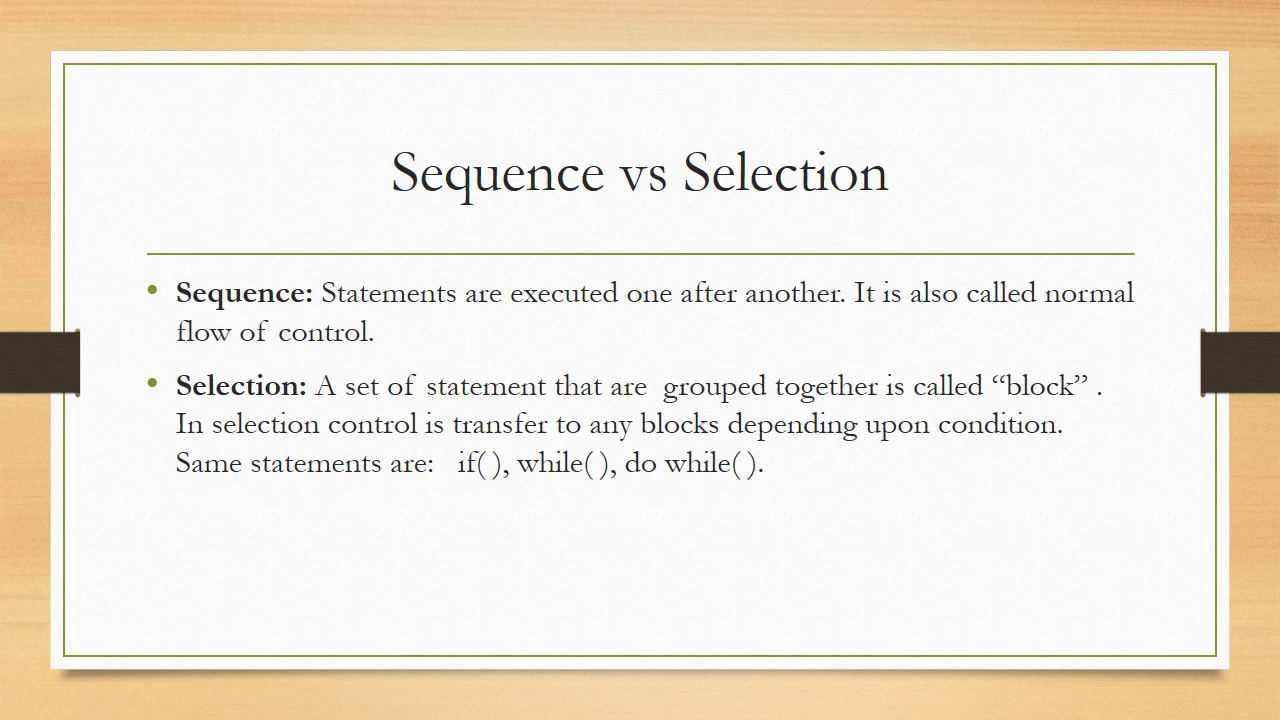 Sequence vs Selection
• Sequence: Statements are executed one after another. It is also called normal
flow of control.
• Selection: A set of statement that are grouped together is called “block” .
In selection control is transfer to any blocks depending upon condition.
Same statements are: if( ), while( ), do while( ).